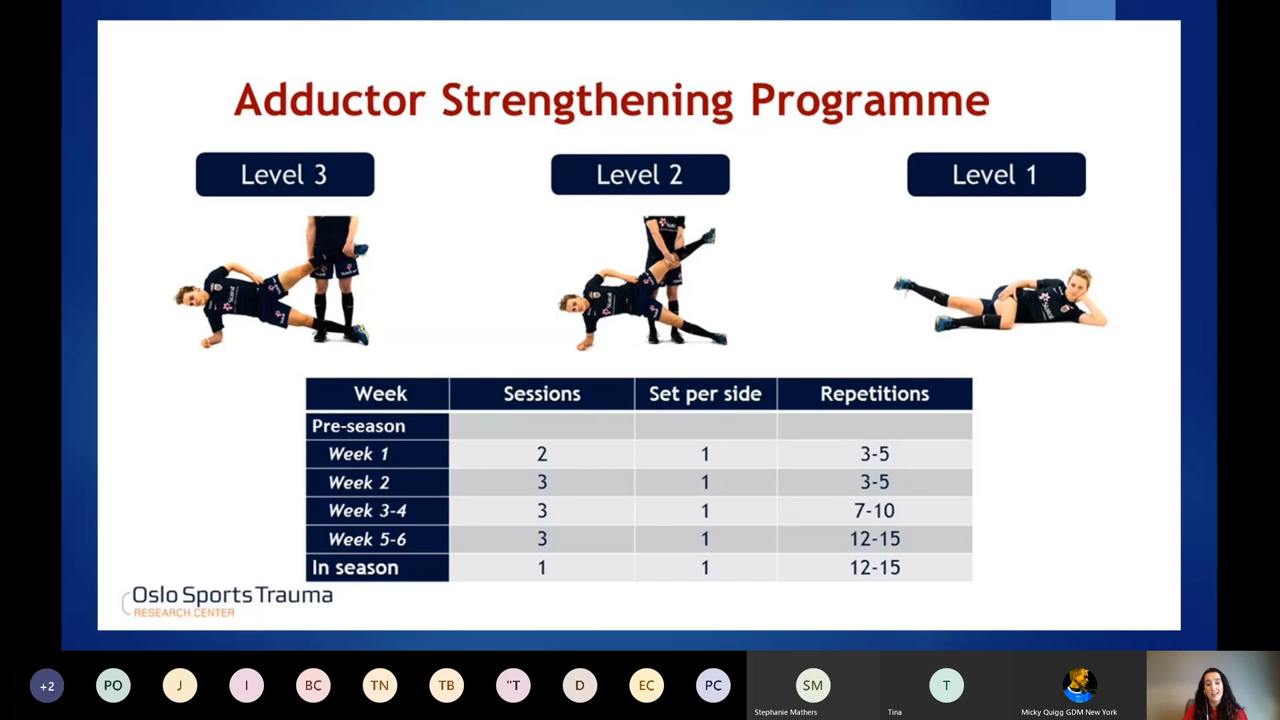 Adductor Strengthening Programme
Level 3 Level 2 Level 1
Week Sessions Set per side Repetitions
Pre-season
Week 1 2 1 3-5
Week 2 3 1 3-5
Week 3-4 3 1 7-10
Week 5-6 3 1 12-15
In season 1 1 12-15
Oslo Sports Trauma
RESEARCH CENTER
+2 PO J I BC TN TB "T D EC PC SM T
Stephanie Mathers Tina Micky Quigg GDM New York